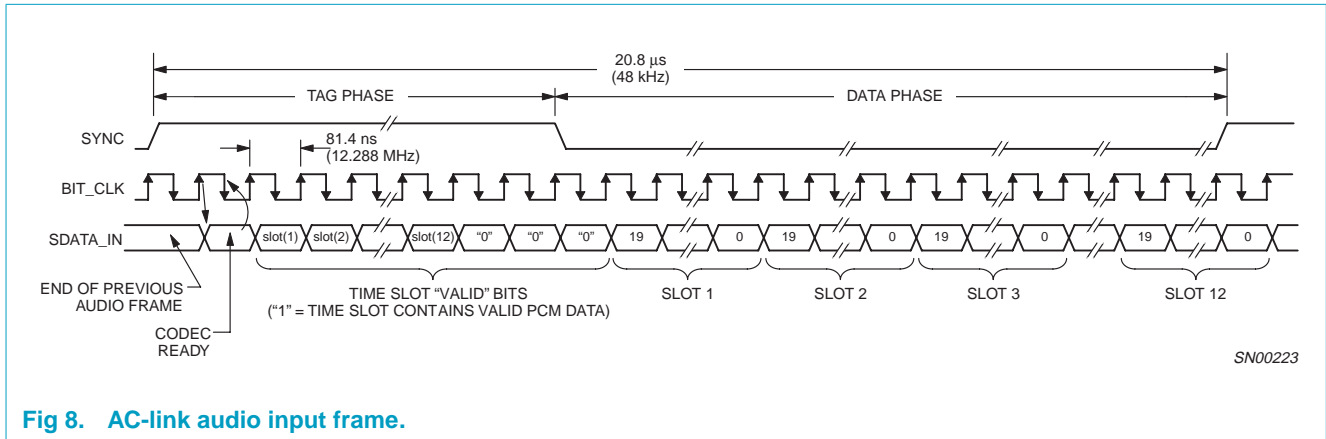 20.8 µs
(48 kHz)
TAG PHASE
DATA PHASE
SYNC
81.4 ns
(12.288 MHz)
BIT_CLK
SDATA_IN
slot(1) slot(2) slot(12) “0” “0” “0” 19 0 19 0 19 0 19 0
END OF PREVIOUS
AUDIO FRAME
TIME SLOT “VALID” BITS
(“1” = TIME SLOT CONTAINS VALID PCM DATA)
SLOT 1
SLOT 2
SLOT 3
SLOT 12
CODEC
READY
SN00223
Fig 8. AC-link audio input frame.